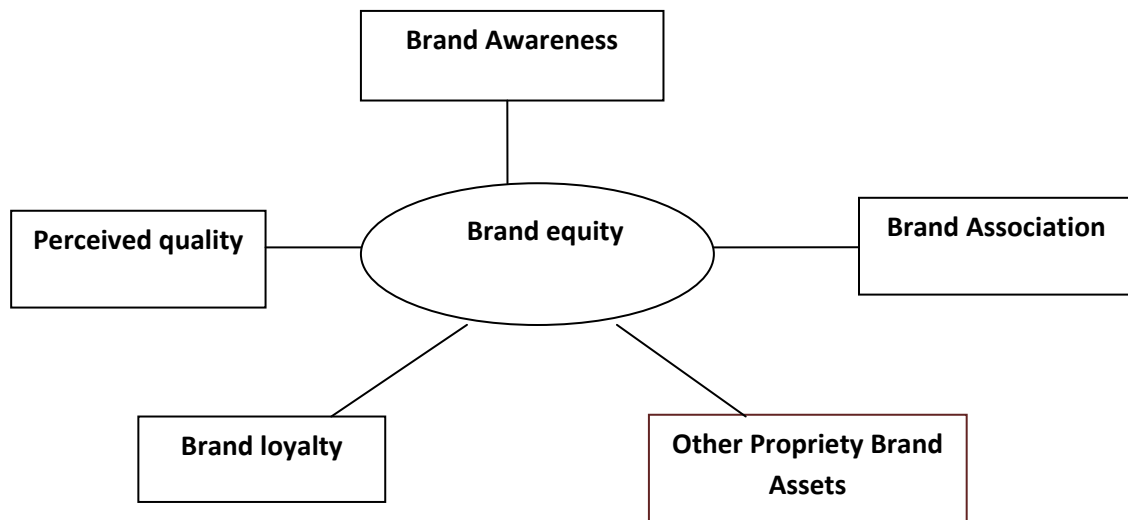 Brand Awareness
Brand equity
Perceived quality
Brand Association
Brand loyalty
Other Propriety Brand
Assets